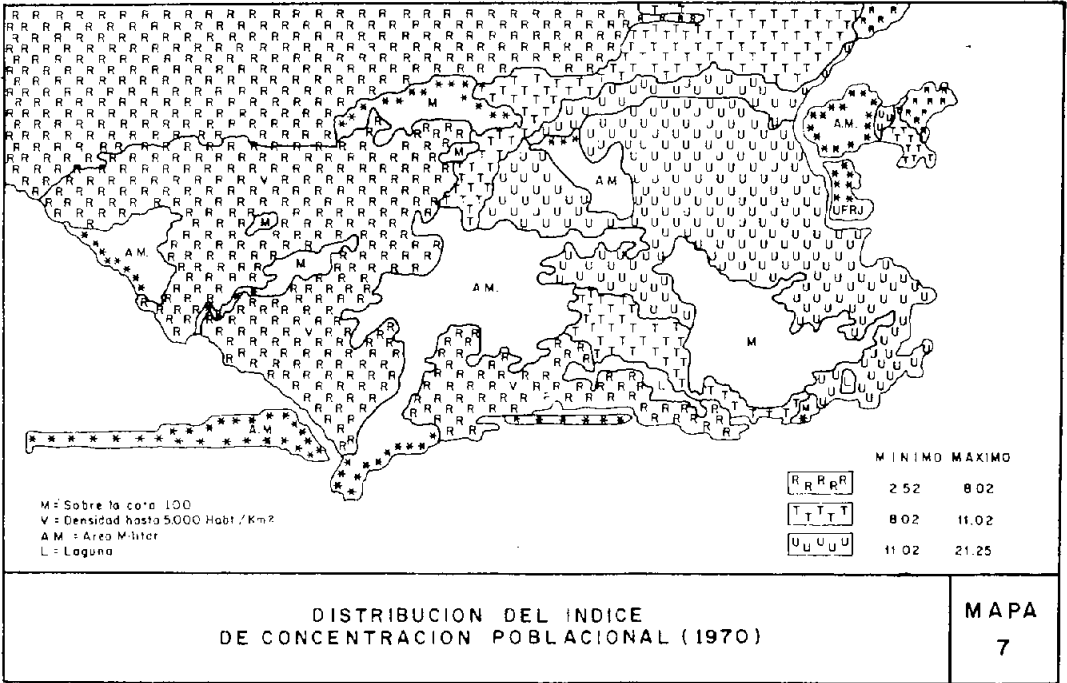 M
M
A.M.
A.M.
V
UFRJ
M
A.M.
M
A.M.
V
M
V
L
L
M
A.M
MINIMO MAXIMO
R R R R R 2.52 8.02
T T T T T 8.02 11.02
U U U U U 11.02 21.25
M = Sobre la cota 100
V = Densidad hasta 5.000 Habt./Km²
A.M = Area Militar
L = Laguna
DISTRIBUCION DEL INDICE
DE CONCENTRACION POBLACIONAL (1970)
MAPA
7